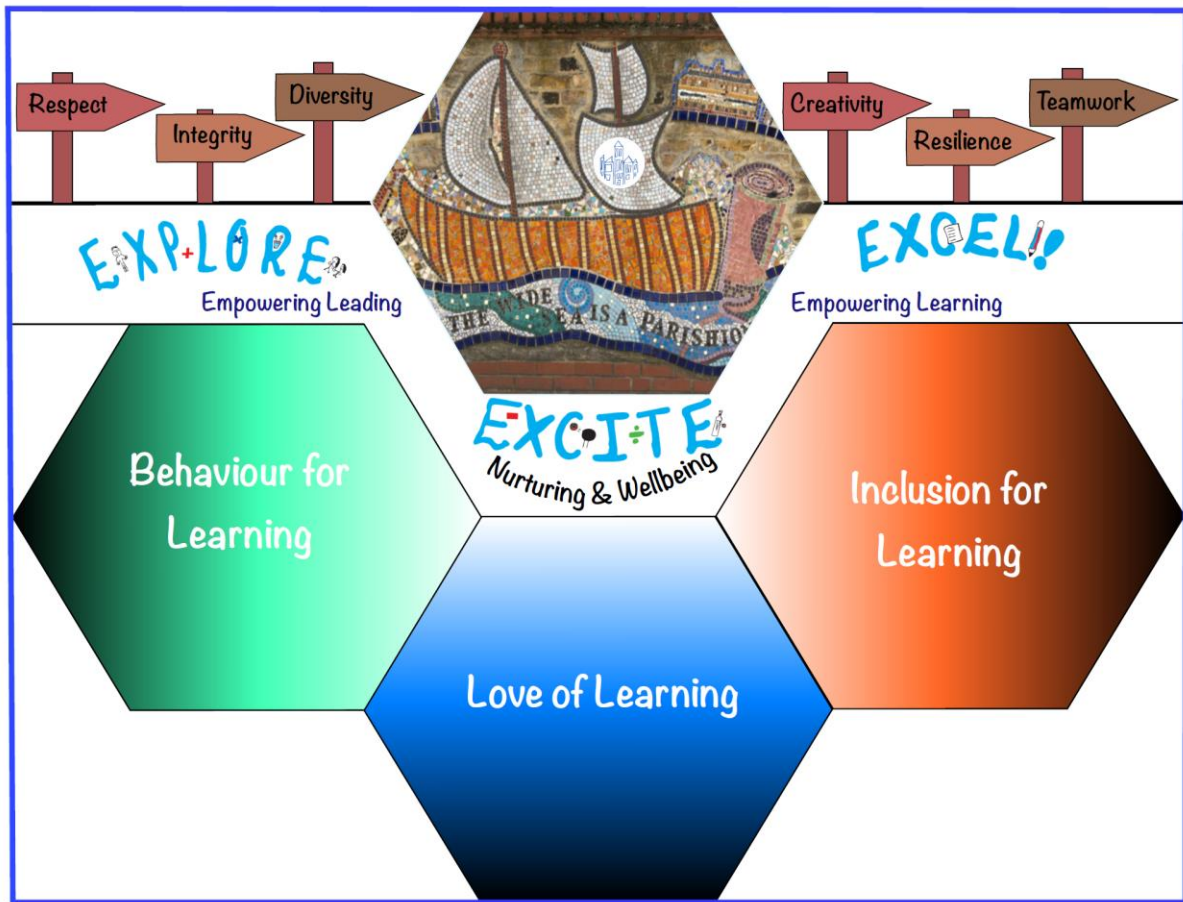 Respect
Integrity
Diversity
Creativity
Resilience
Teamwork
EXPLORE
Empowering Leading
EXCEL!
Empowering Learning
THE WIDE
SEA IS A PARISHIO
EXCITE
Nurturing & Wellbeing
Behaviour for
Learning
Inclusion for
Learning
Love of Learning